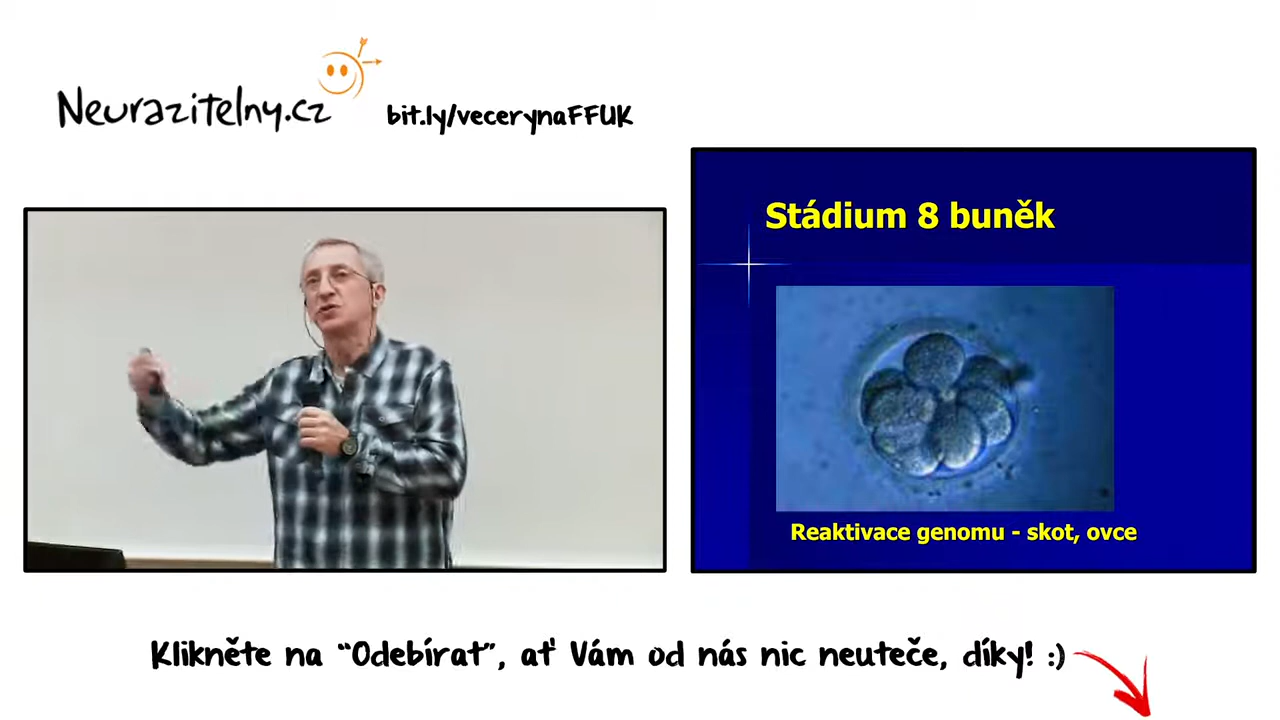 Neurazitelny.cz
bit.ly/vecerynaFFUK
Stádium 8 buněk
Reaktivace genomu - skot, ovce
Klikněte na “Odebírat”, ať Vám od nás nic neuteče, díky! :)